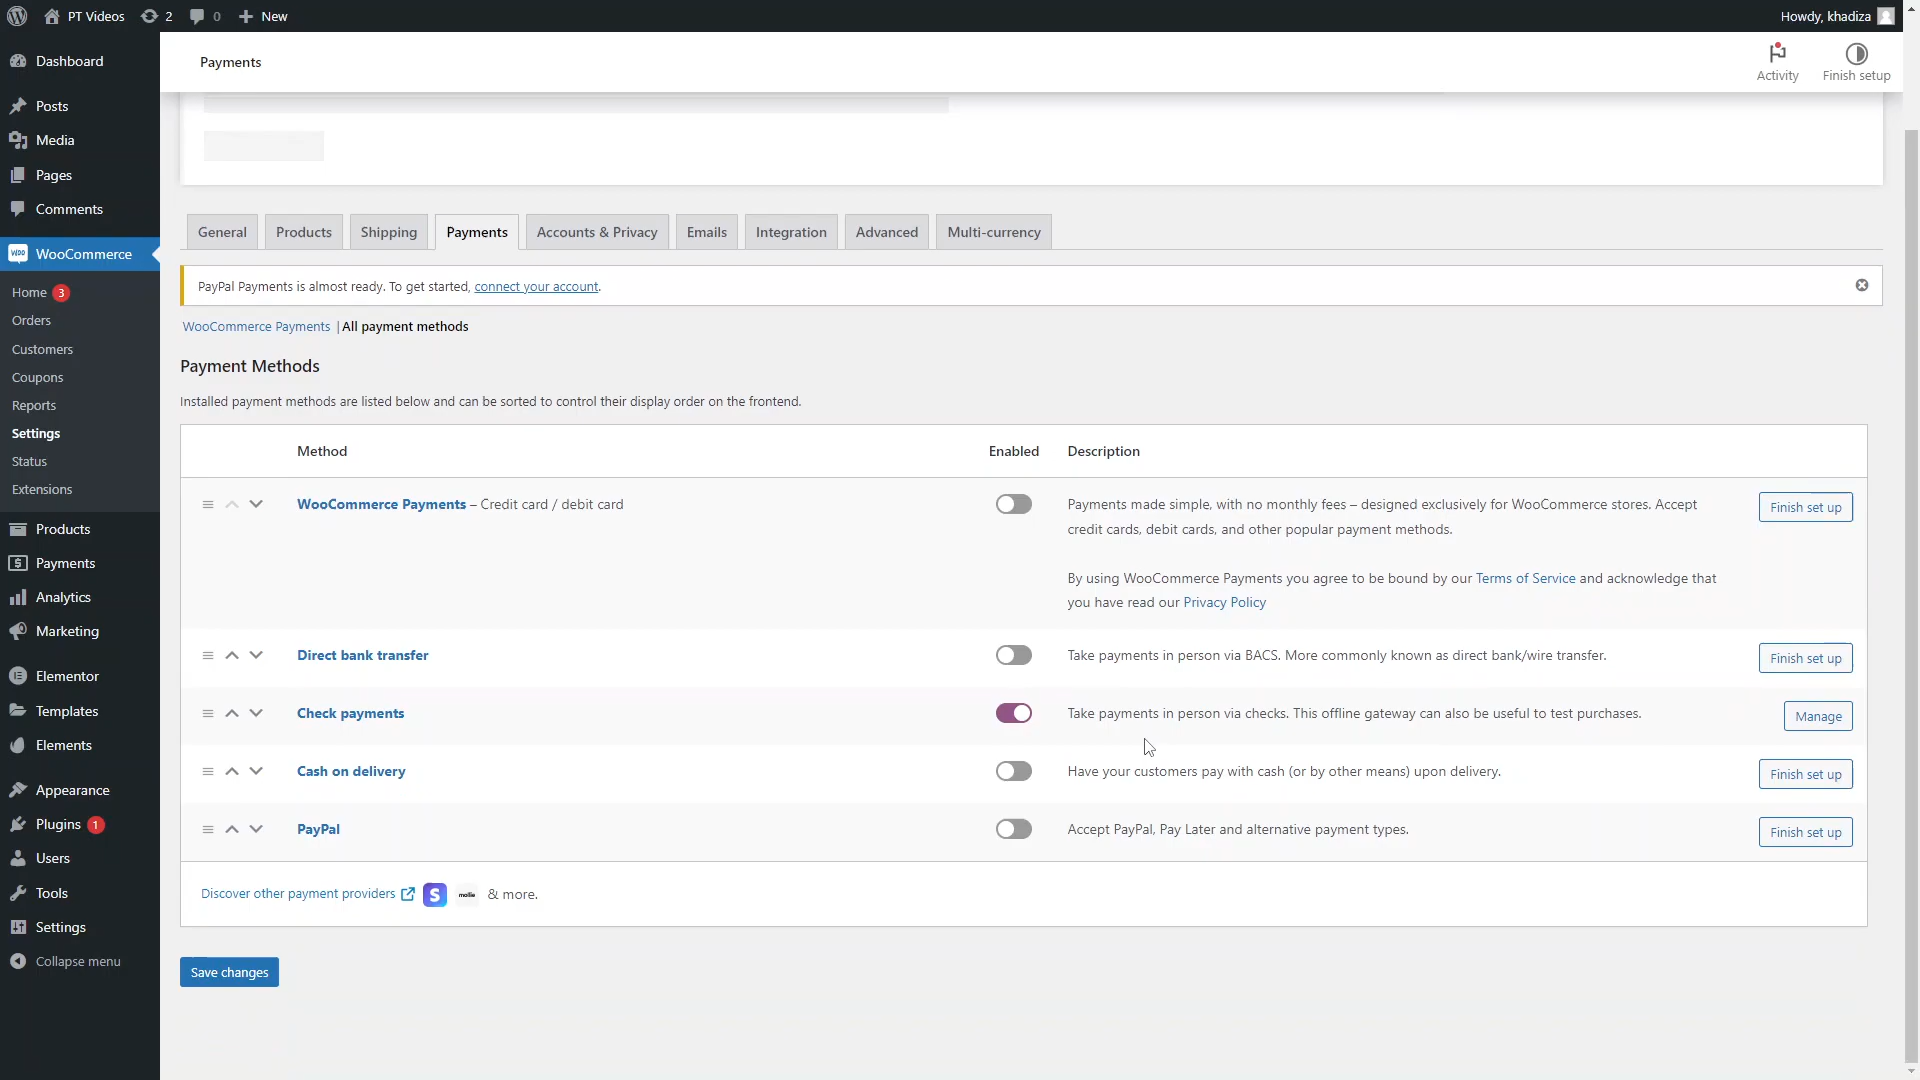 PT Videos 2 0 New
Howdy, khadiza
Dashboard
Posts
Media
Pages
Comments
WooCommerce
Home 3
Orders
Customers
Coupons
Reports
Settings
Status
Extensions
Products
Payments
Analytics
Marketing
Elementor
Templates
Elements
Appearance
Plugins 1
Users
Tools
Settings
Collapse menu
Payments
Activity
Finish setup
General Products Shipping Payments Accounts & Privacy Emails Integration Advanced Multi-currency
PayPal Payments is almost ready. To get started, connect your account.
WooCommerce Payments | All payment methods
Payment Methods
Installed payment methods are listed below and can be sorted to control their display order on the frontend.
Method Enabled Description
WooCommerce Payments – Credit card / debit card
Payments made simple, with no monthly fees – designed exclusively for WooCommerce stores. Accept
credit cards, debit cards, and other popular payment methods.
By using WooCommerce Payments you agree to be bound by our Terms of Service and acknowledge that
you have read our Privacy Policy
Finish set up
Direct bank transfer
Take payments in person via BACS. More commonly known as direct bank/wire transfer.
Finish set up
Check payments
Take payments in person via checks. This offline gateway can also be useful to test purchases.
Manage
Cash on delivery
Have your customers pay with cash (or by other means) upon delivery.
Finish set up
PayPal
Accept PayPal, Pay Later and alternative payment types.
Finish set up
Discover other payment providers S mollie & more.
Save changes